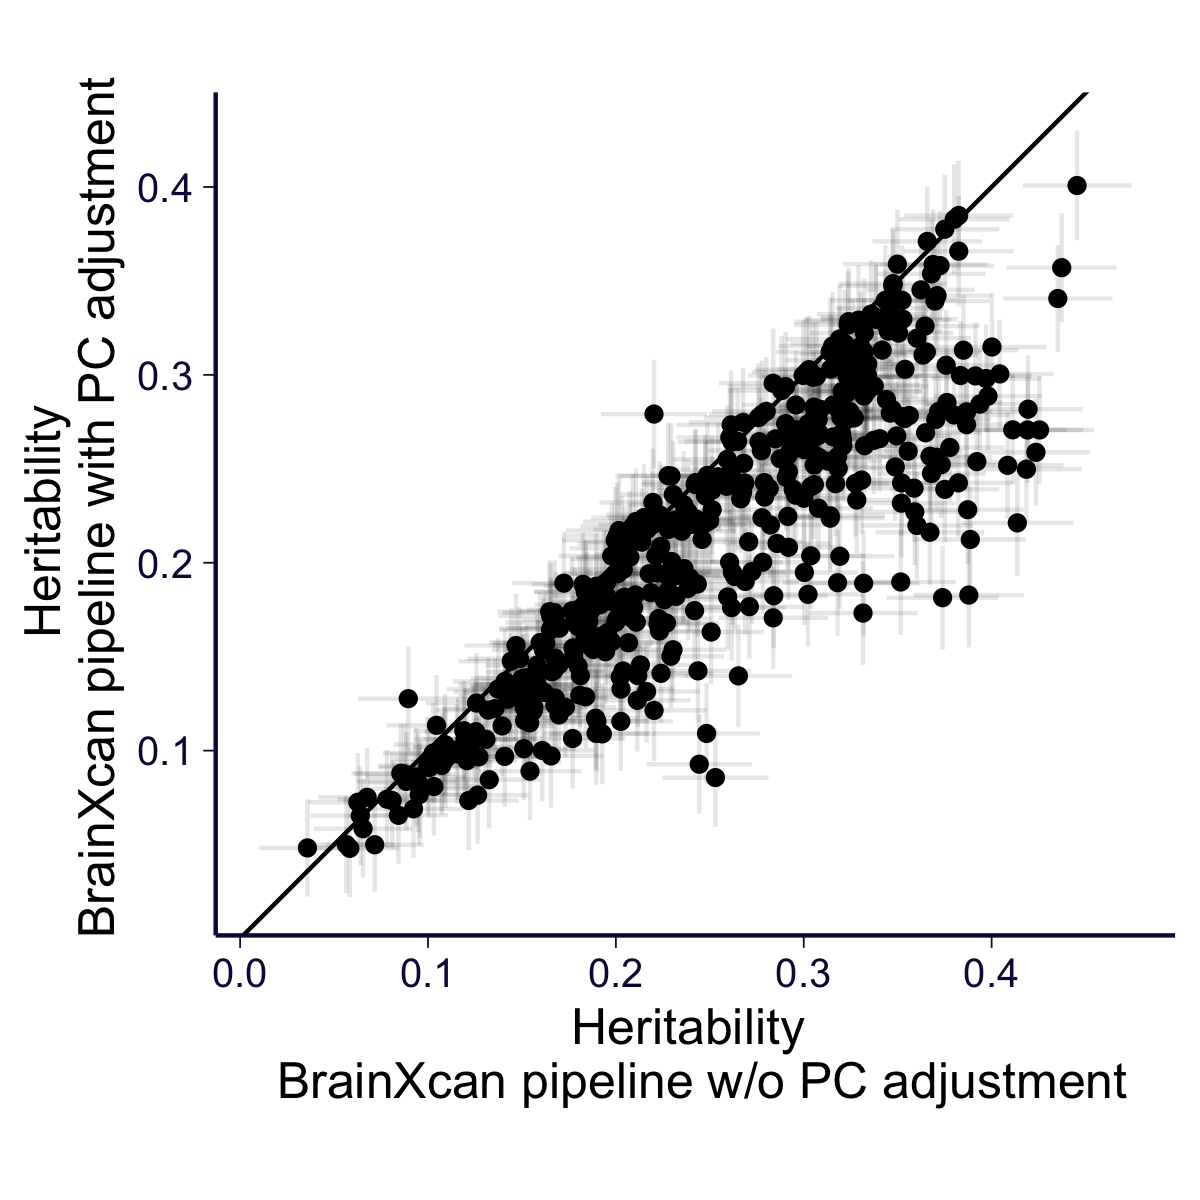 Heritability
BrainXcan pipeline with PC adjustment
0.4
0.3
0.2
0.1
0.0 0.1 0.2 0.3 0.4
Heritability
BrainXcan pipeline w/o PC adjustment